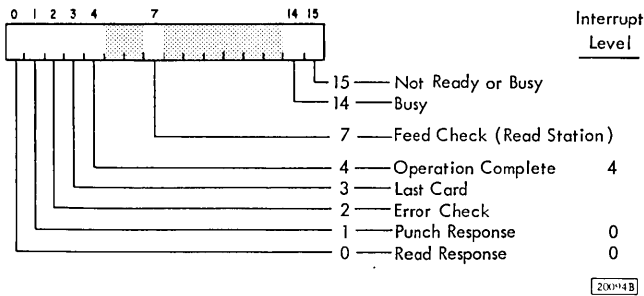 0 1 2 3 4 7 14 15
Interrupt
Level
15 Not Ready or Busy
14 Busy
7 Feed Check (Read Station)
4 Operation Complete 4
3 Last Card
2 Error Check
1 Punch Response 0
0 Read Response 0
20094B